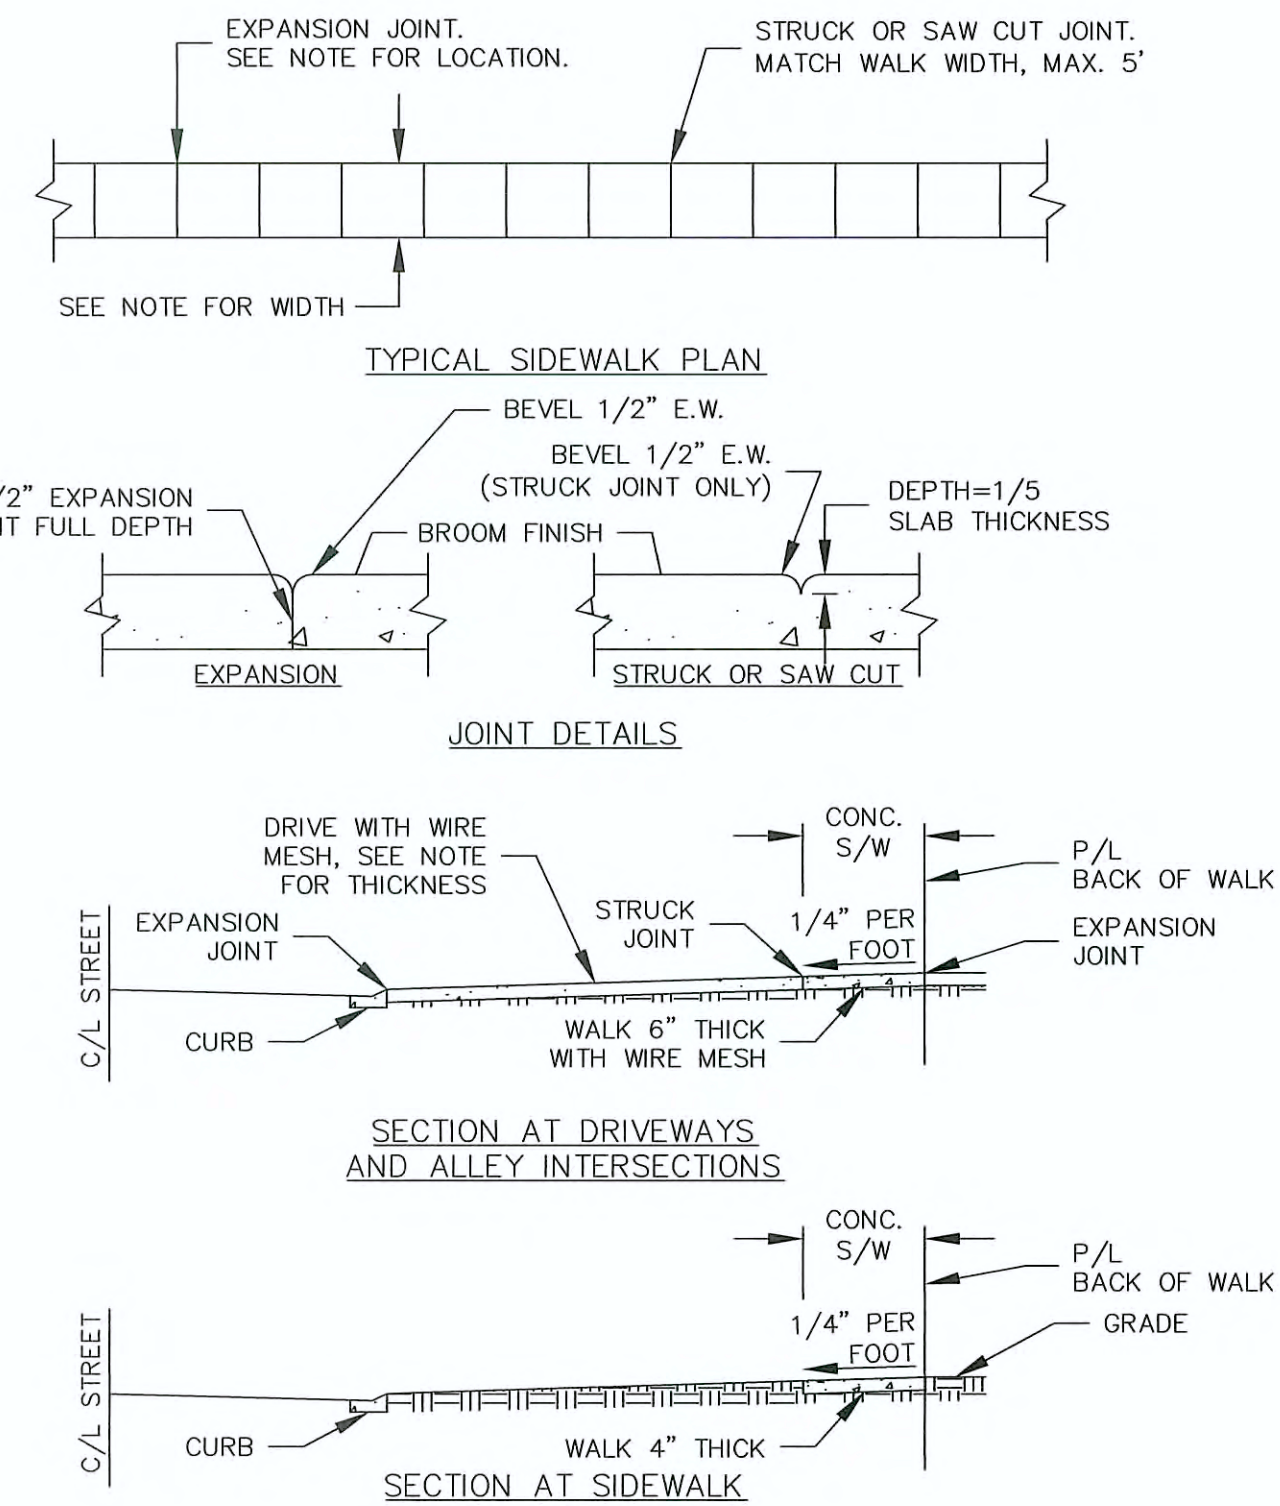 EXPANSION JOINT.
SEE NOTE FOR LOCATION.
STRUCK OR SAW CUT JOINT.
MATCH WALK WIDTH, MAX. 5'
SEE NOTE FOR WIDTH
TYPICAL SIDEWALK PLAN
BEVEL 1/2" E.W.
BEVEL 1/2" E.W.
(STRUCK JOINT ONLY)
/2" EXPANSION
FULL DEPTH
BROOM FINISH
DEPTH=1/5
SLAB THICKNESS
EXPANSION
STRUCK OR SAW CUT
JOINT DETAILS
DRIVE WITH WIRE
MESH, SEE NOTE
FOR THICKNESS
CONC.
S/W
P/L
BACK OF WALK
EXPANSION
JOINT
STRUCK
JOINT
1/4" PER
FOOT
EXPANSION
JOINT
C/L STREET
CURB
WALK 6" THICK
WITH WIRE MESH
SECTION AT DRIVEWAYS
AND ALLEY INTERSECTIONS
CONC.
S/W
P/L
BACK OF WALK
1/4" PER
FOOT
GRADE
C/L STREET
CURB
WALK 4" THICK
SECTION AT SIDEWALK